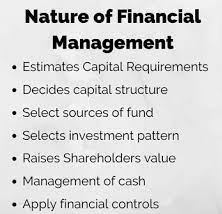 Nature of Financial
Management
• Estimates Capital Requirements
• Decides capital structure
• Select sources of fund
• Selects investment pattern
• Raises Shareholders value
• Management of cash
• Apply financial controls